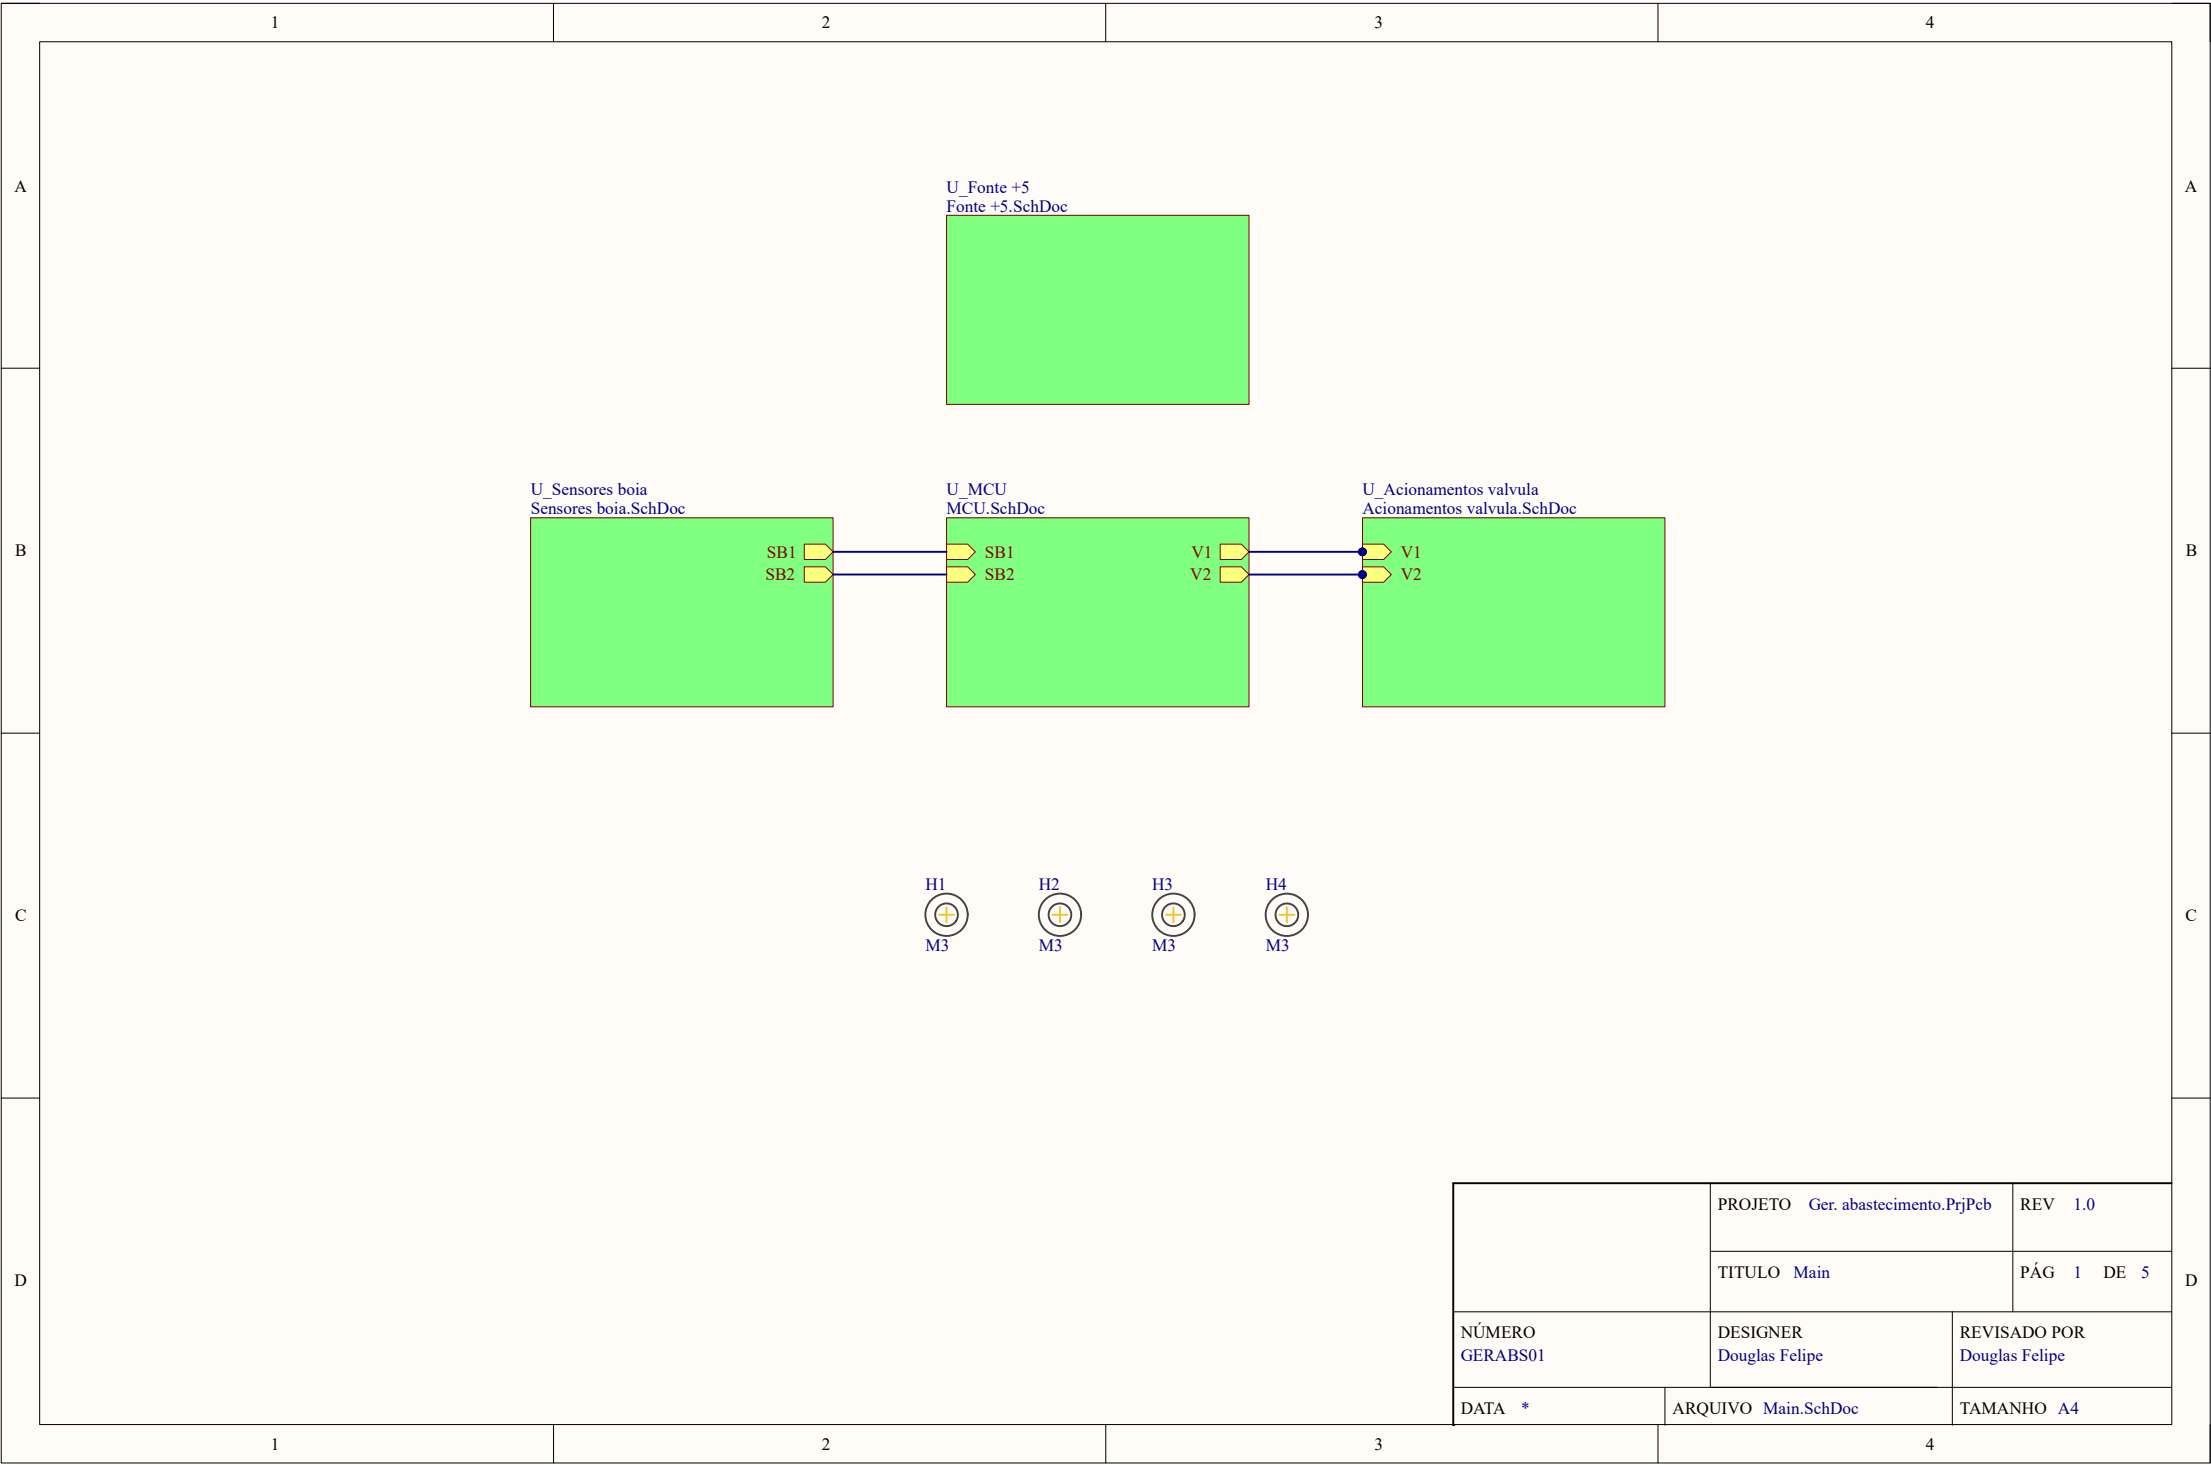 1 2 3 4
A A
U_Fonte +5
Fonte +5.SchDoc
B B
U_Sensores boia
Sensores boia.SchDoc
SB1
SB2
U_MCU
MCU.SchDoc
SB1
SB2
V1
V2
U_Acionamentos valvula
Acionamentos valvula.SchDoc
V1
V2
C C
H1 H2 H3 H4
M3 M3 M3 M3
D D
PROJETO Ger. abastecimento.PrjPcb REV 1.0
TITULO Main PÁG 1 DE 5
NÚMERO
GERABS01
DESIGNER
Douglas Felipe
REVISADO POR
Douglas Felipe
DATA * ARQUIVO Main.SchDoc TAMANHO A4
1 2 3 4